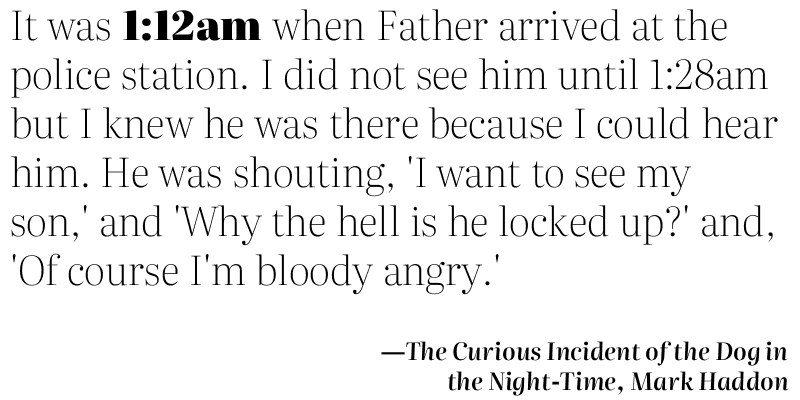 It was 1:12am when Father arrived at the
police station. I did not see him until 1:28am
but I knew he was there because I could hear
him. He was shouting, 'I want to see my
son,' and 'Why the hell is he locked up?' and,
'Of course I'm bloody angry.'
—The Curious Incident of the Dog in
the Night-Time, Mark Haddon